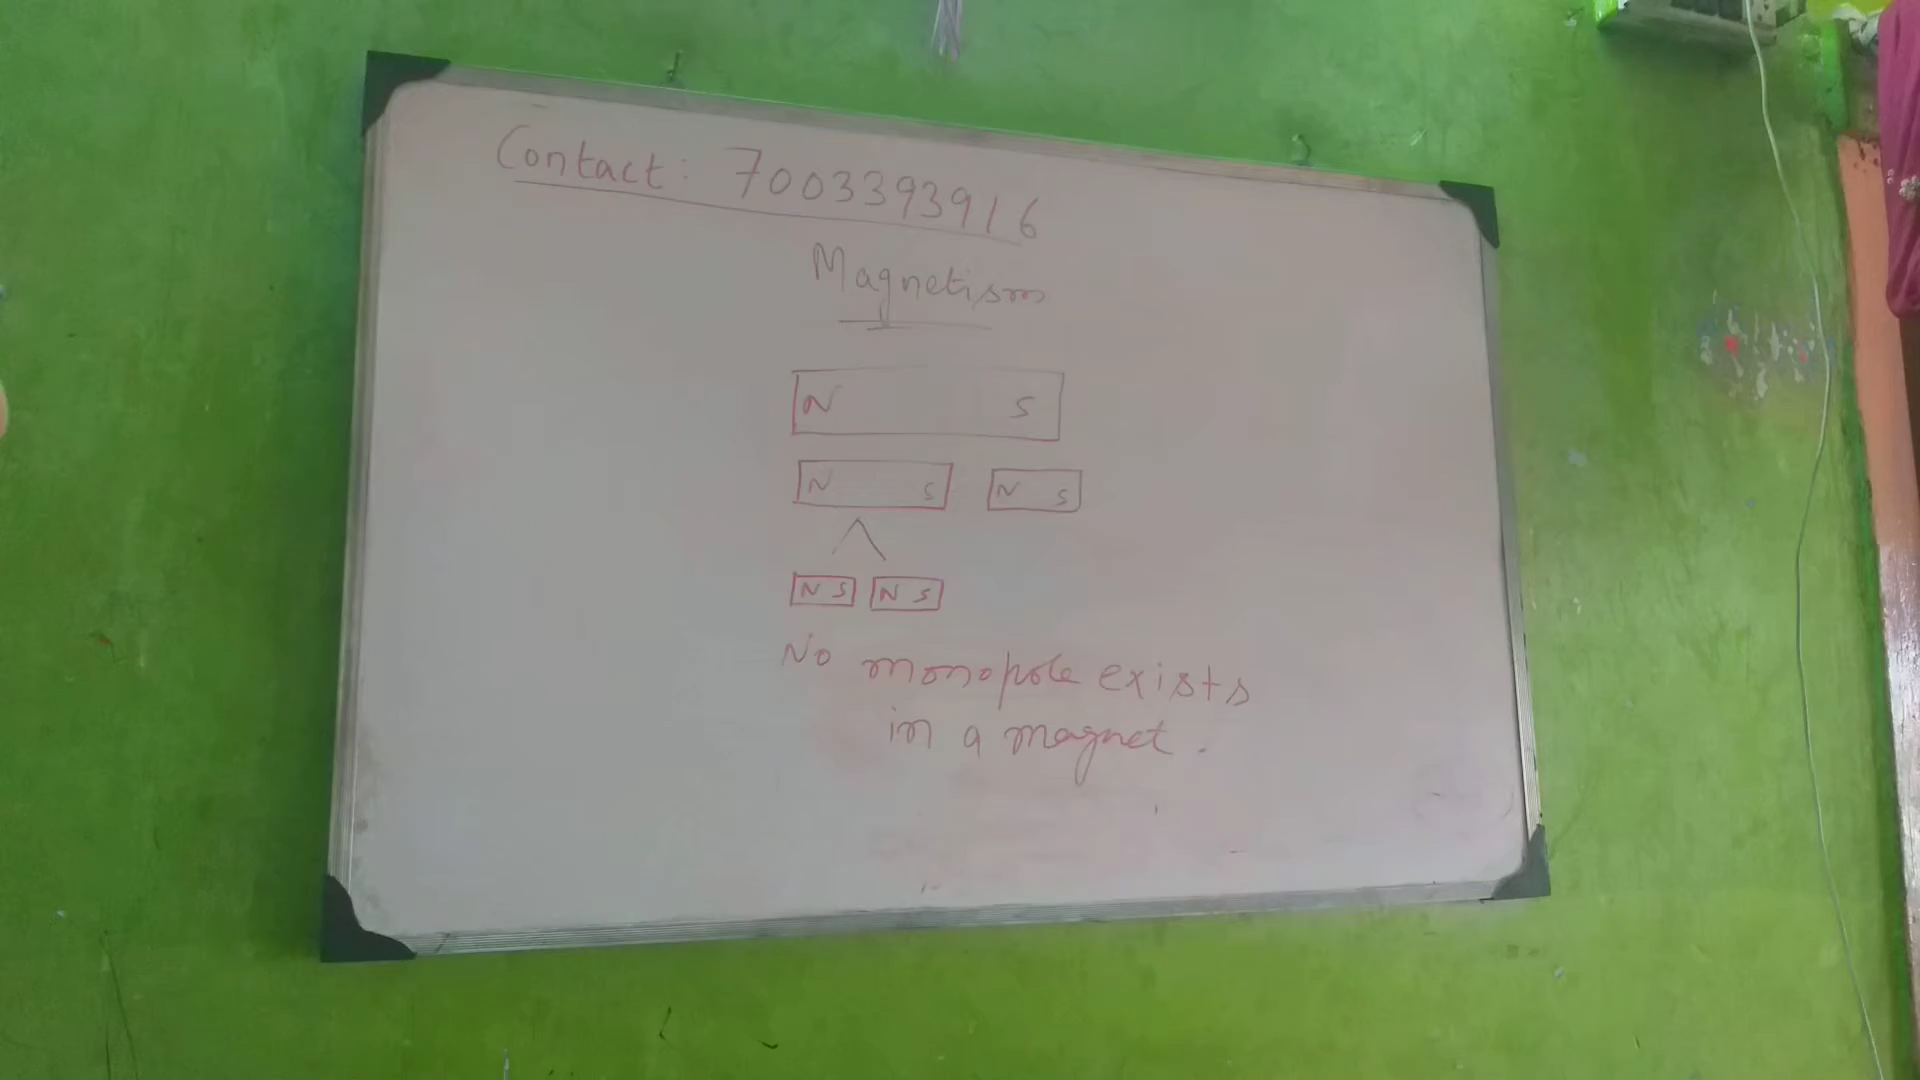 Contact: 7003393916
Magnetism
N S
N S N S
N S N S
No monopole exists
in a magnet.